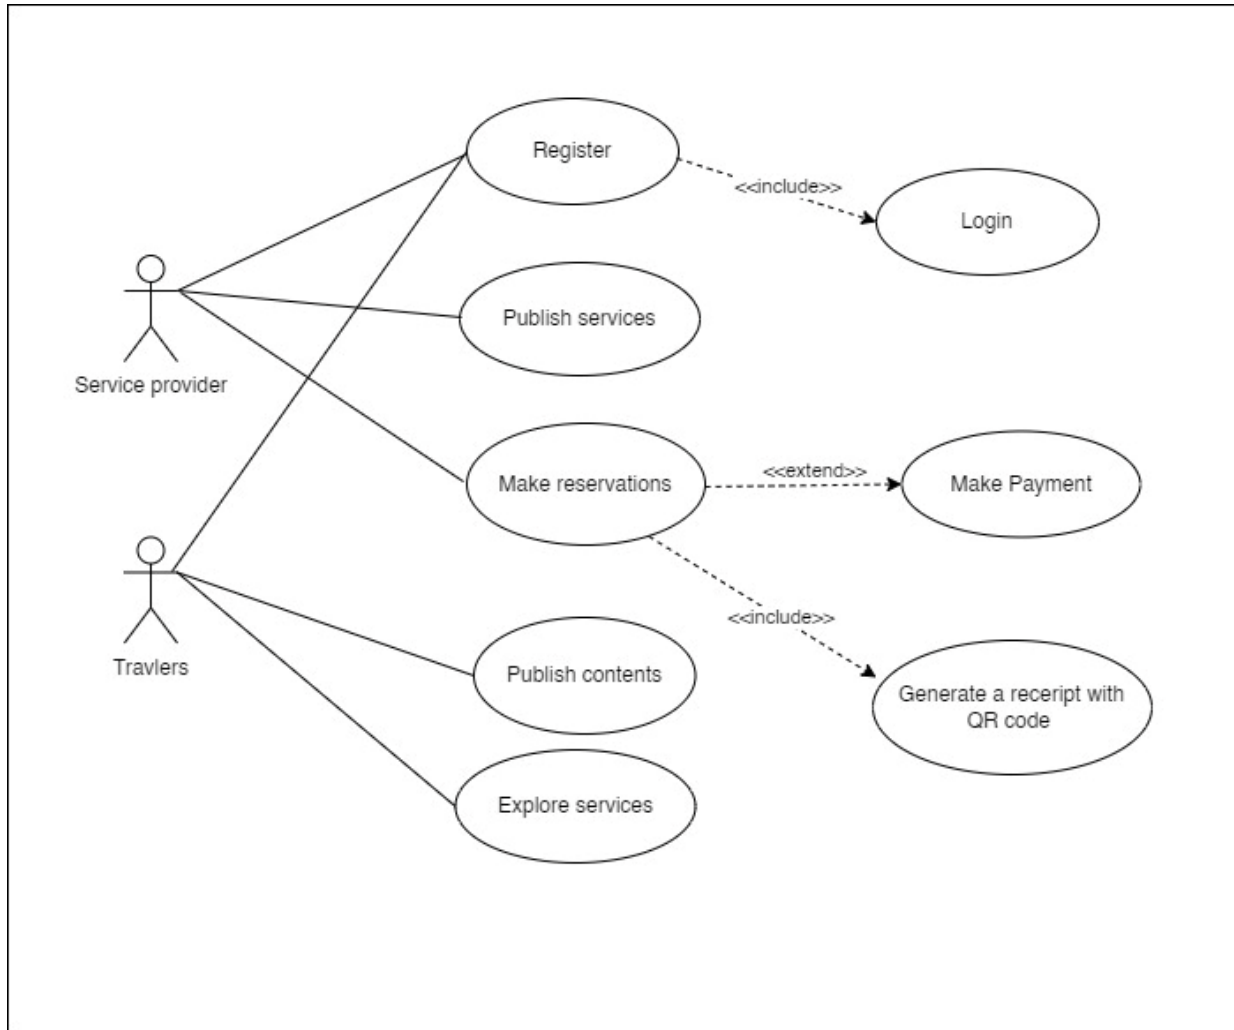 Register
<<include>>
Login
Publish services
Service provider
Make reservations
<<extend>>
Make Payment
<<include>>
Travlers
Publish contents
Generate a receript with
QR code
Explore services